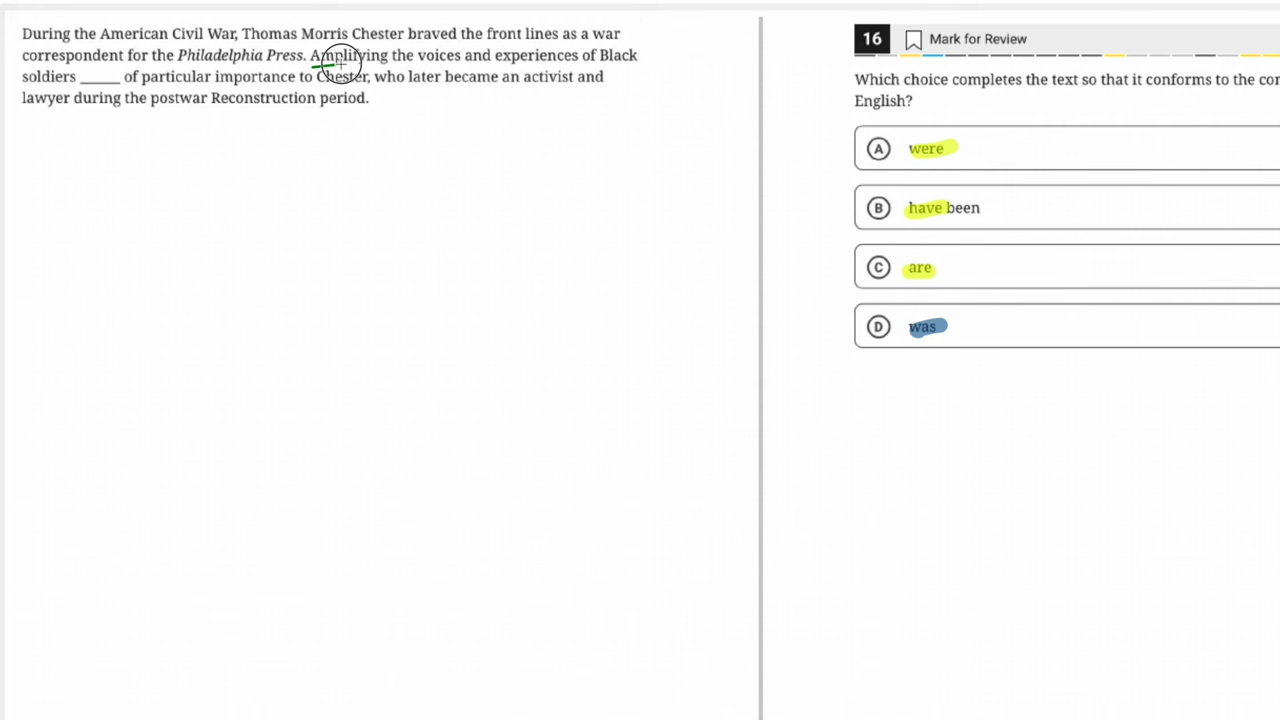 During the American Civil War, Thomas Morris Chester braved the front lines as a war
correspondent for the Philadelphia Press. Amplifying the voices and experiences of Black
soldiers ______ of particular importance to Chester, who later became an activist and
lawyer during the postwar Reconstruction period.
16 Mark for Review
Which choice completes the text so that it conforms to the
English?
A were
B have been
C are
D was